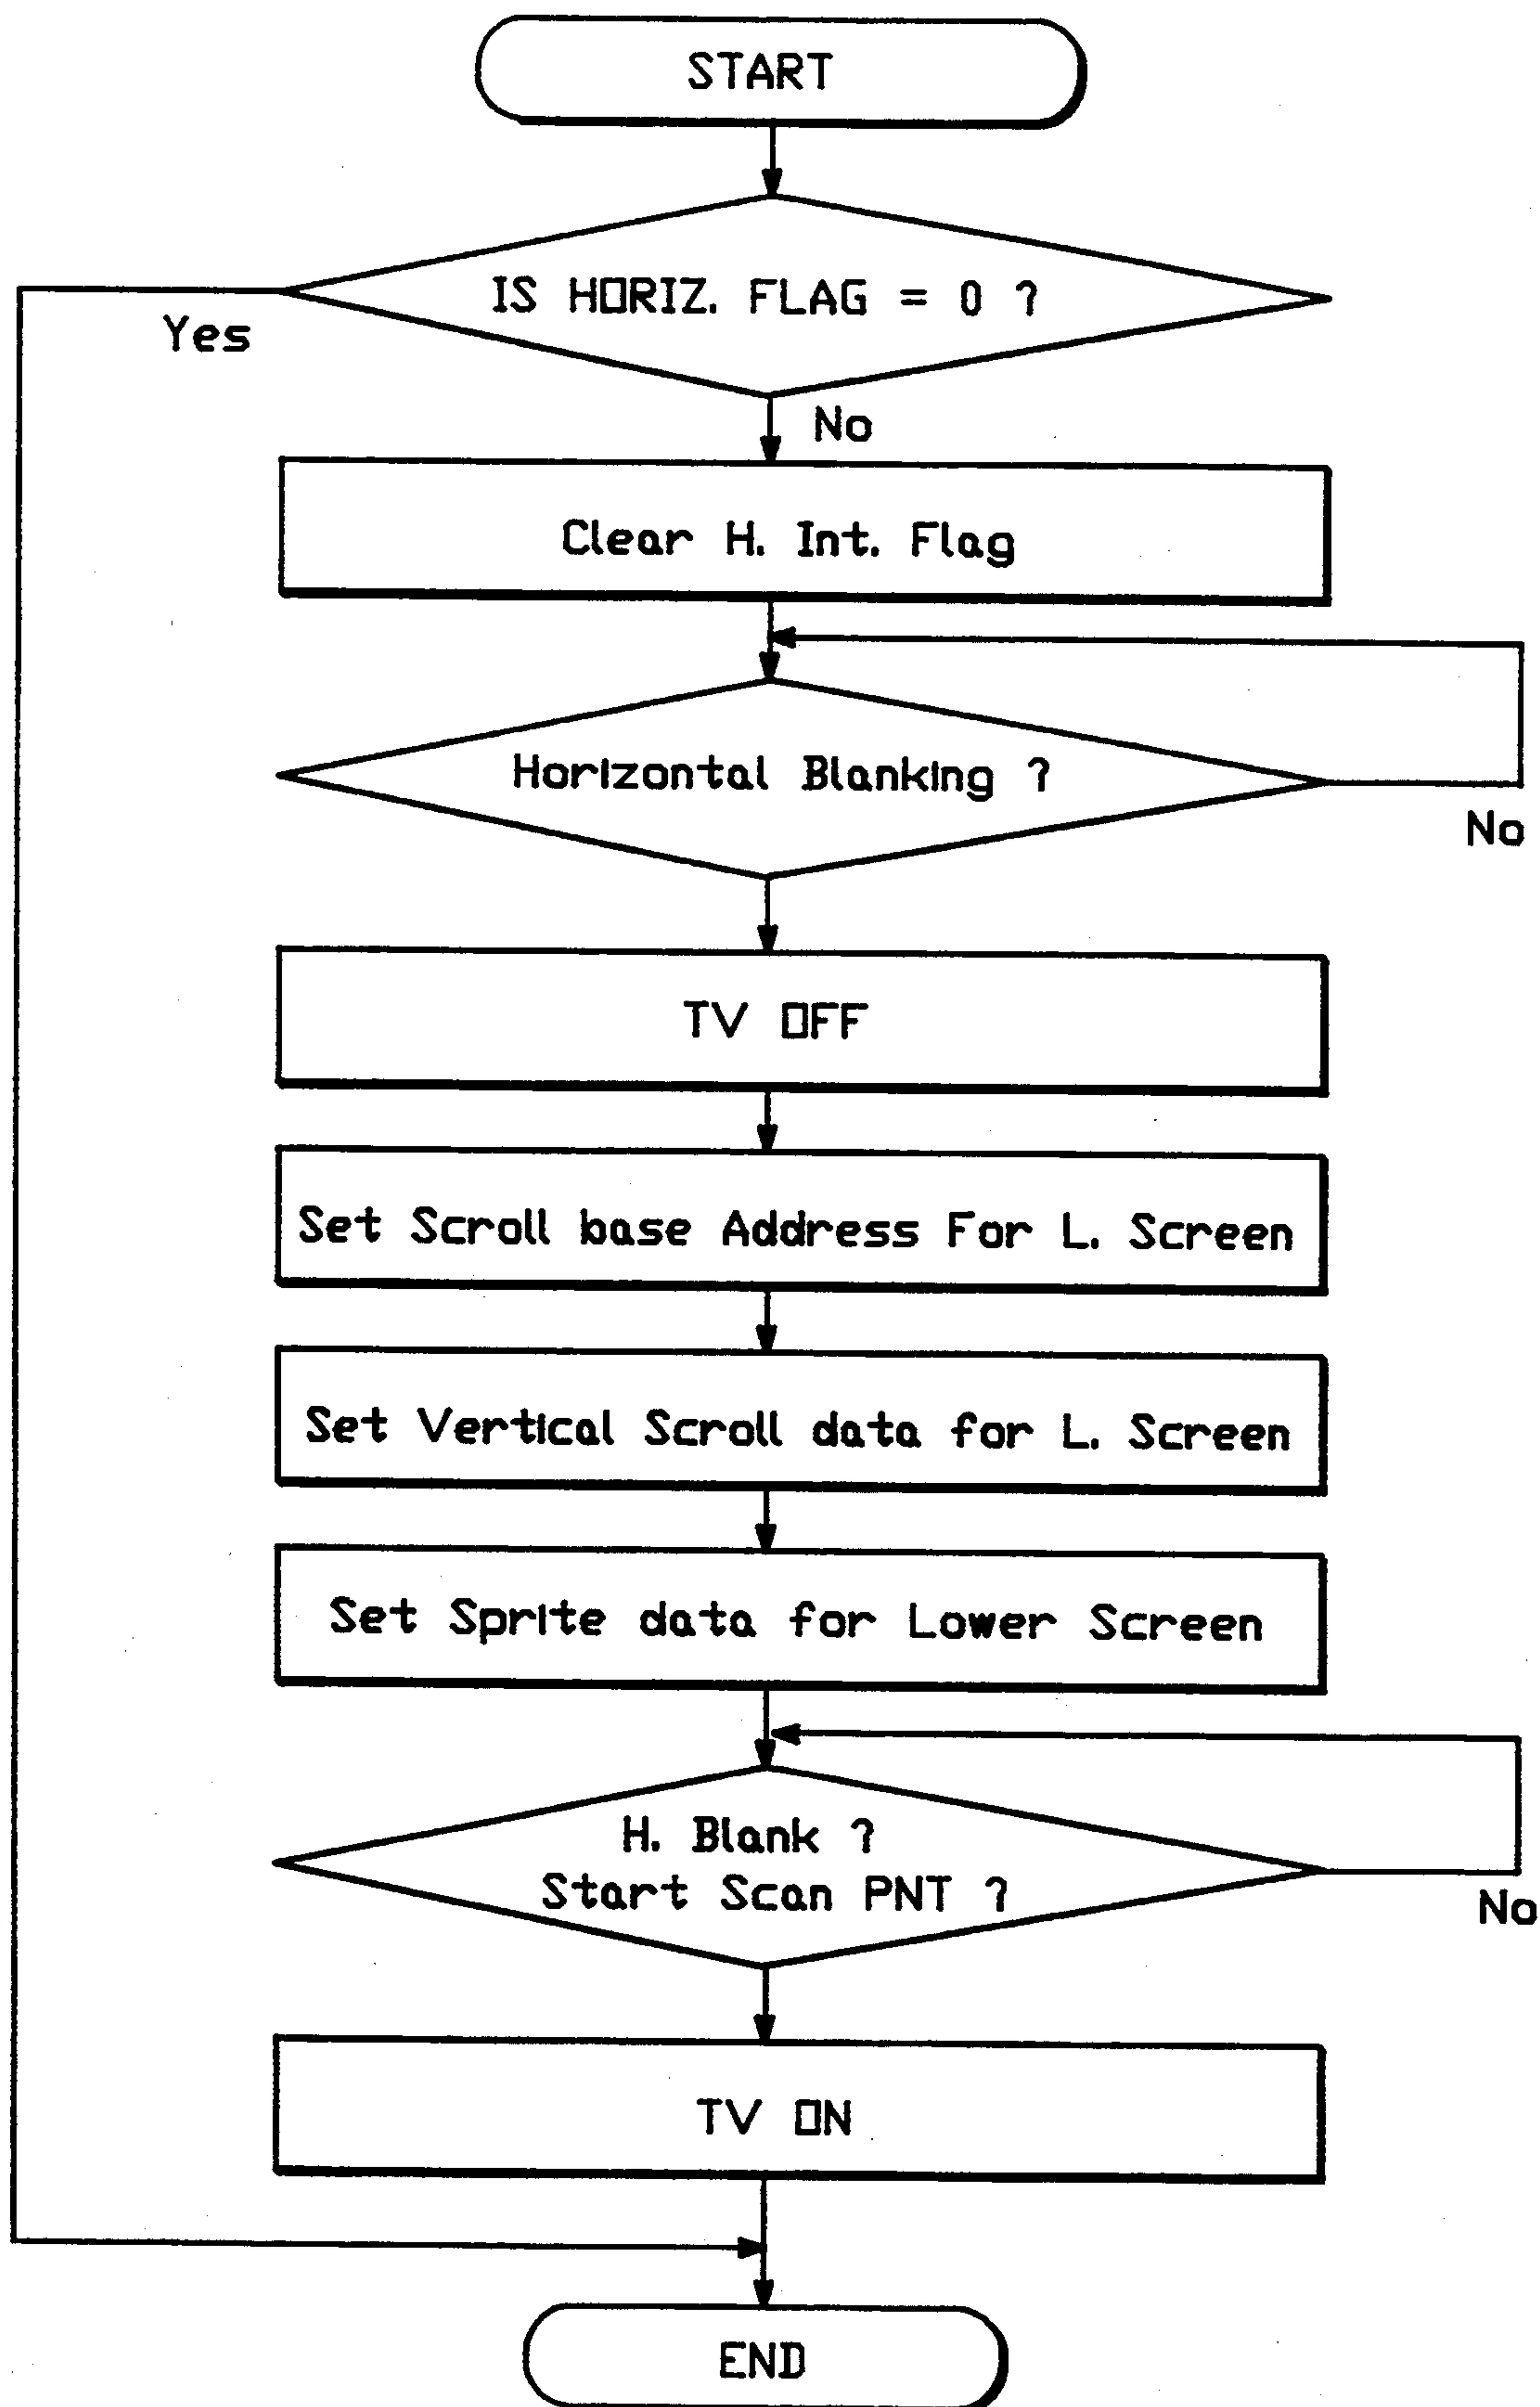 START
IS HORIZ. FLAG = 0 ?
Yes
No
Clear H. Int. Flag
Horizontal Blanking ?
No
TV OFF
Set Scroll base Address For L. Screen
Set Vertical Scroll data for L. Screen
Set Sprite data for Lower Screen
H. Blank ?
Start Scan PNT ?
No
TV ON
END